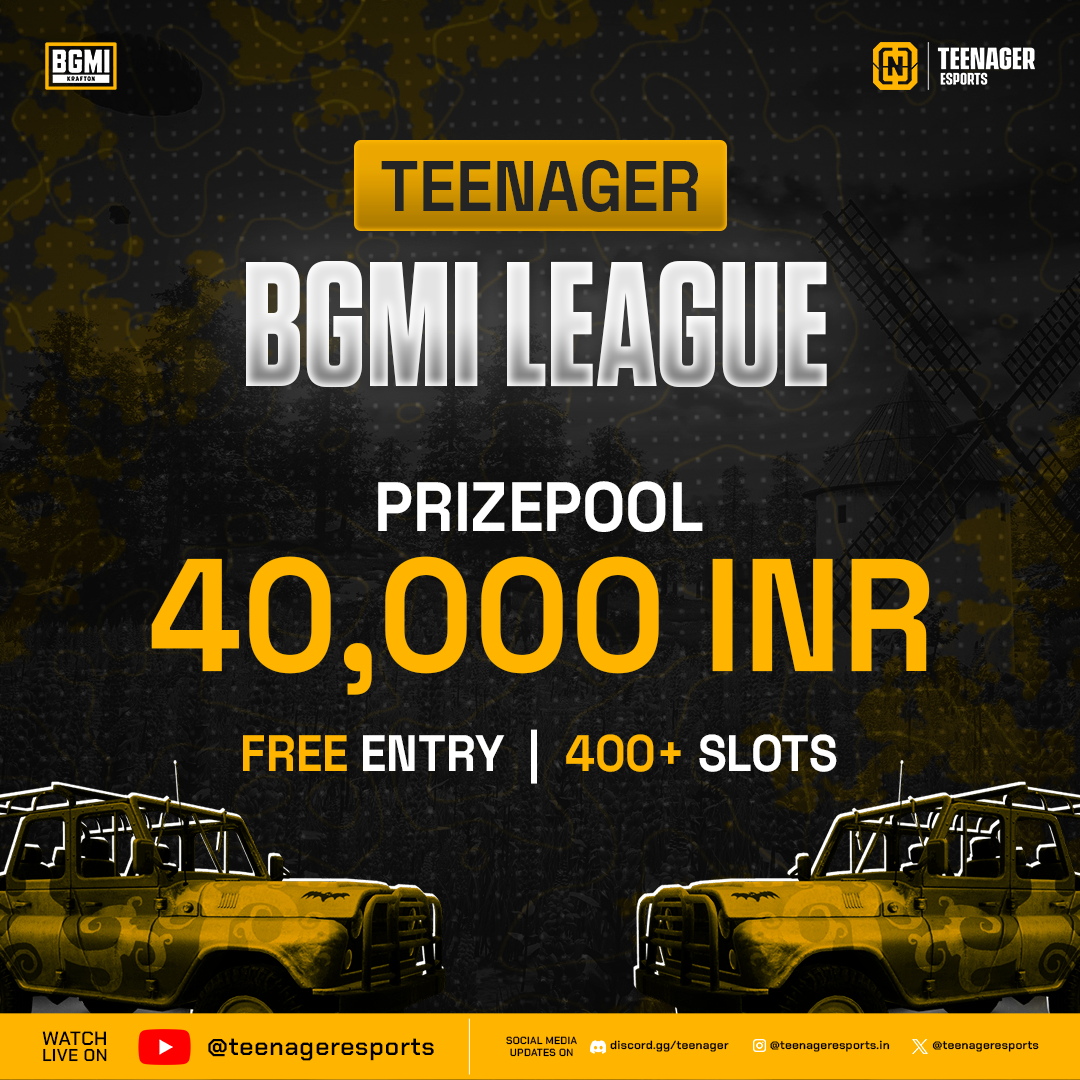 BGMI
KRAFTON
TEENAGER
ESPORTS
TEENAGER
BGMI LEAGUE
PRIZEPOOL
40,000 INR
FREE ENTRY | 400+ SLOTS
WATCH
LIVE ON
@teenageresports
SOCIAL MEDIA
UPDATES ON
discord.gg/teenager
@teenageresports.in
@teenageresports